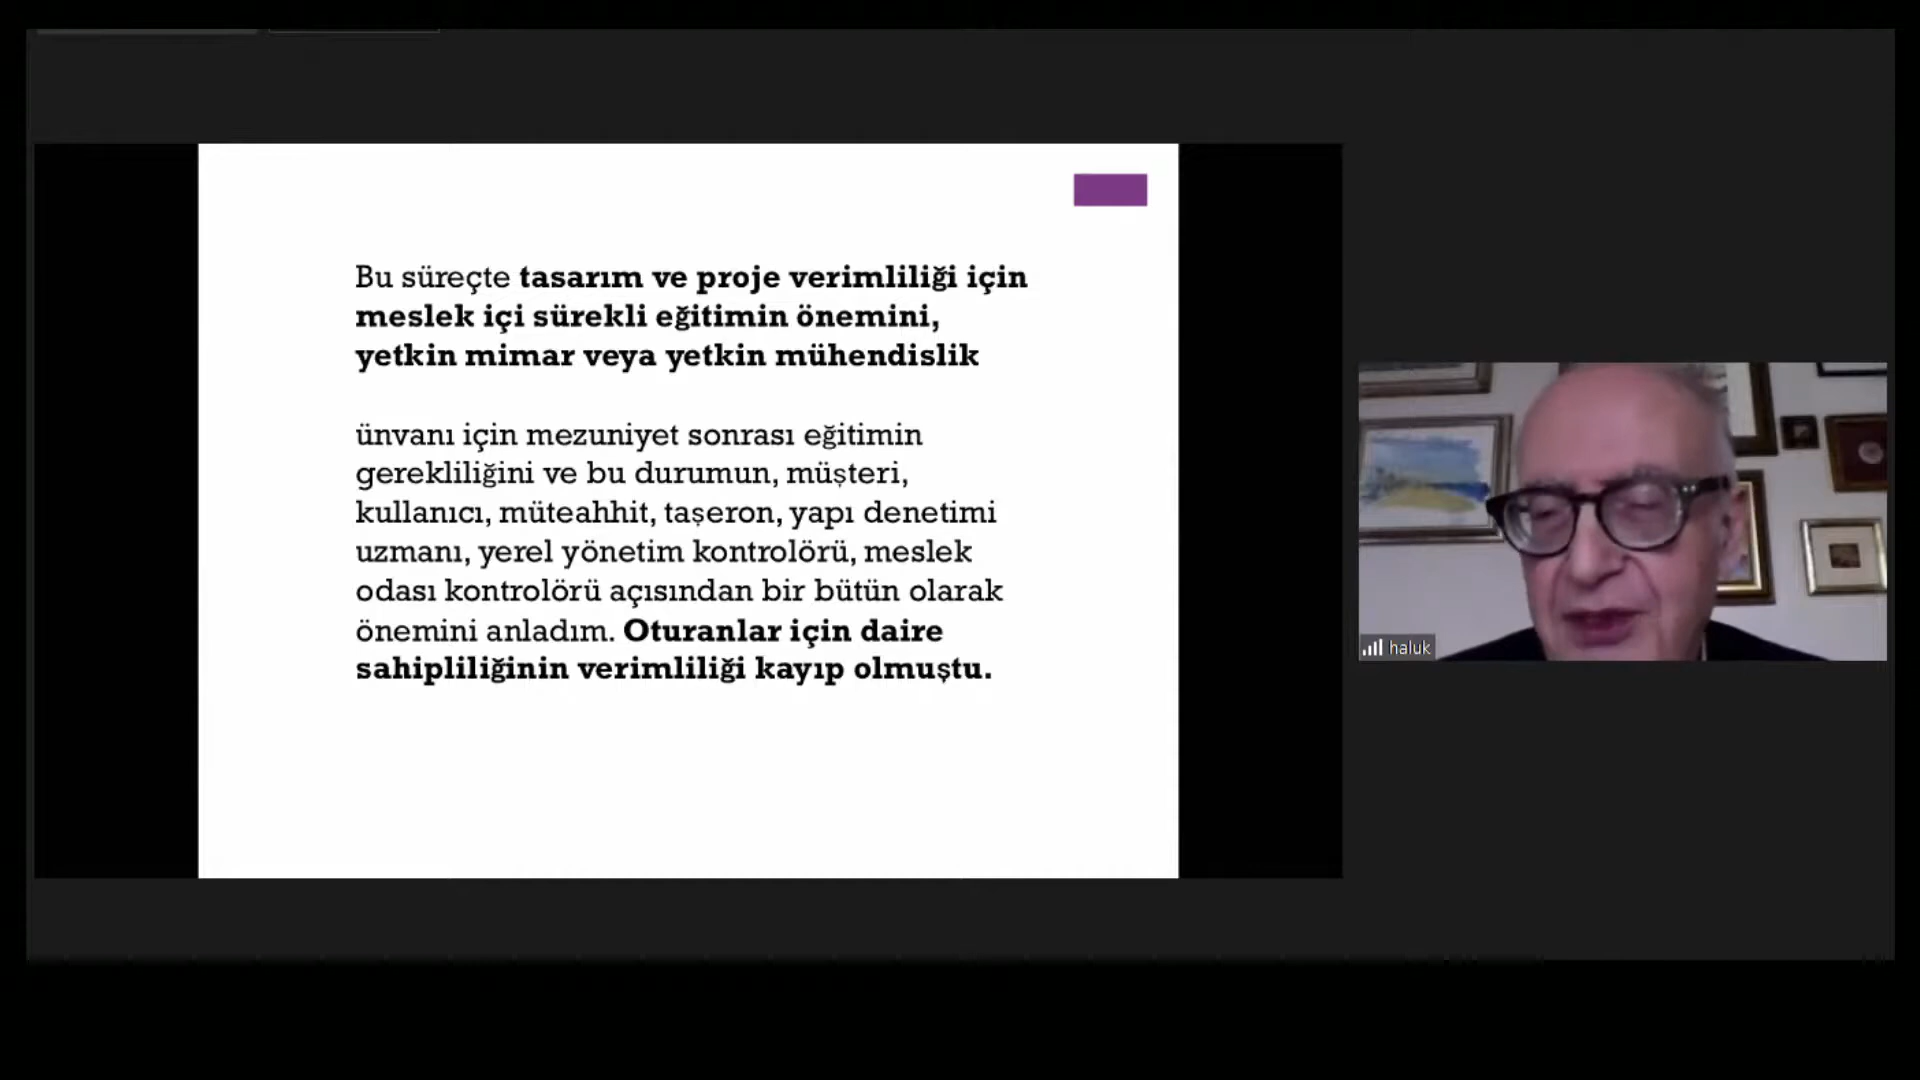 Bu süreçte tasarım ve proje verimliliği için
meslek içi sürekli eğitimin önemini,
yetkin mimar veya yetkin mühendislik
ünvanı için mezuniyet sonrası eğitimin
gerekliliğini ve bu durumun, müşteri,
kullanıcı, müteahhit, taşeron, yapı denetimi
uzmanı, yerel yönetim kontrolörü, meslek
odası kontrolörü açısından bir bütün olarak
önemini anladım. Oturanlar için daire
sahipliliğinin verimliliği kayıp olmuştu.
haluk